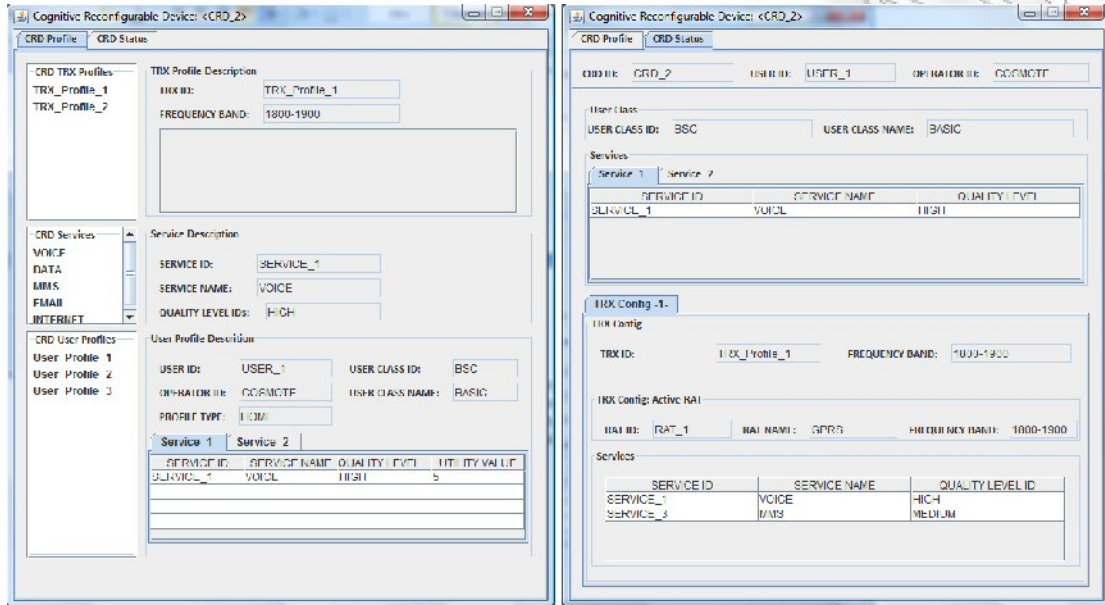 Cognitive Reconfigurable Device: <CRD_2>
CRD Profile CRD Status
CRD TRX Profiles
TRX_Profile_1
TRX_Profile_2
TRX Profile Description
TRX ID: TRX_Profile_1
FREQUENCY BAND: 1800-1900
CRD Services
VOICE
DATA
MMS
EMAIL
INTERNET
Service Description
SERVICE ID: SERVICE_1
SERVICE NAME: VOICE
QUALITY LEVEL IDs: HIGH
CRD User Profiles
User Profile 1
User Profile 2
User Profile 3
User Profile Descrition
USER ID: USER_1 USER CLASS ID: BSC
OPERATOR ID: COSMOTE USER CLASS NAME: BASIC
PROFILE TYPE: HOME
Service 1 Service 2
SERVICE ID SERVICE NAME QUALITY LEVEL UTILITY VALUE
SERVICE_1 VOICE HIGH 5
Cognitive Reconfigurable Device: <CRD_2>
CRD Profile CRD Status
CRD ID: CRD_2 USER ID: USER_1 OPERATOR ID: COSMOTE
User Class
USER CLASS ID: BSC USER CLASS NAME: BASIC
Services
Service 1 Service 2
SERVICE ID SERVICE NAME QUALITY LEVEL
SERVICE_1 VOICE HIGH
TRX Config -1-
TRX Config
TRX ID: TRX_Profile_1 FREQUENCY BAND: 1800-1900
TRX Config: Active RAT
RAT ID: RAT_1 RAT NAME: GPRS FREQUENCY BAND: 1800-1900
Services
SERVICE ID SERVICE NAME QUALITY LEVEL ID
SERVICE_1 VOICE HIGH
SERVICE_3 MMS MEDIUM